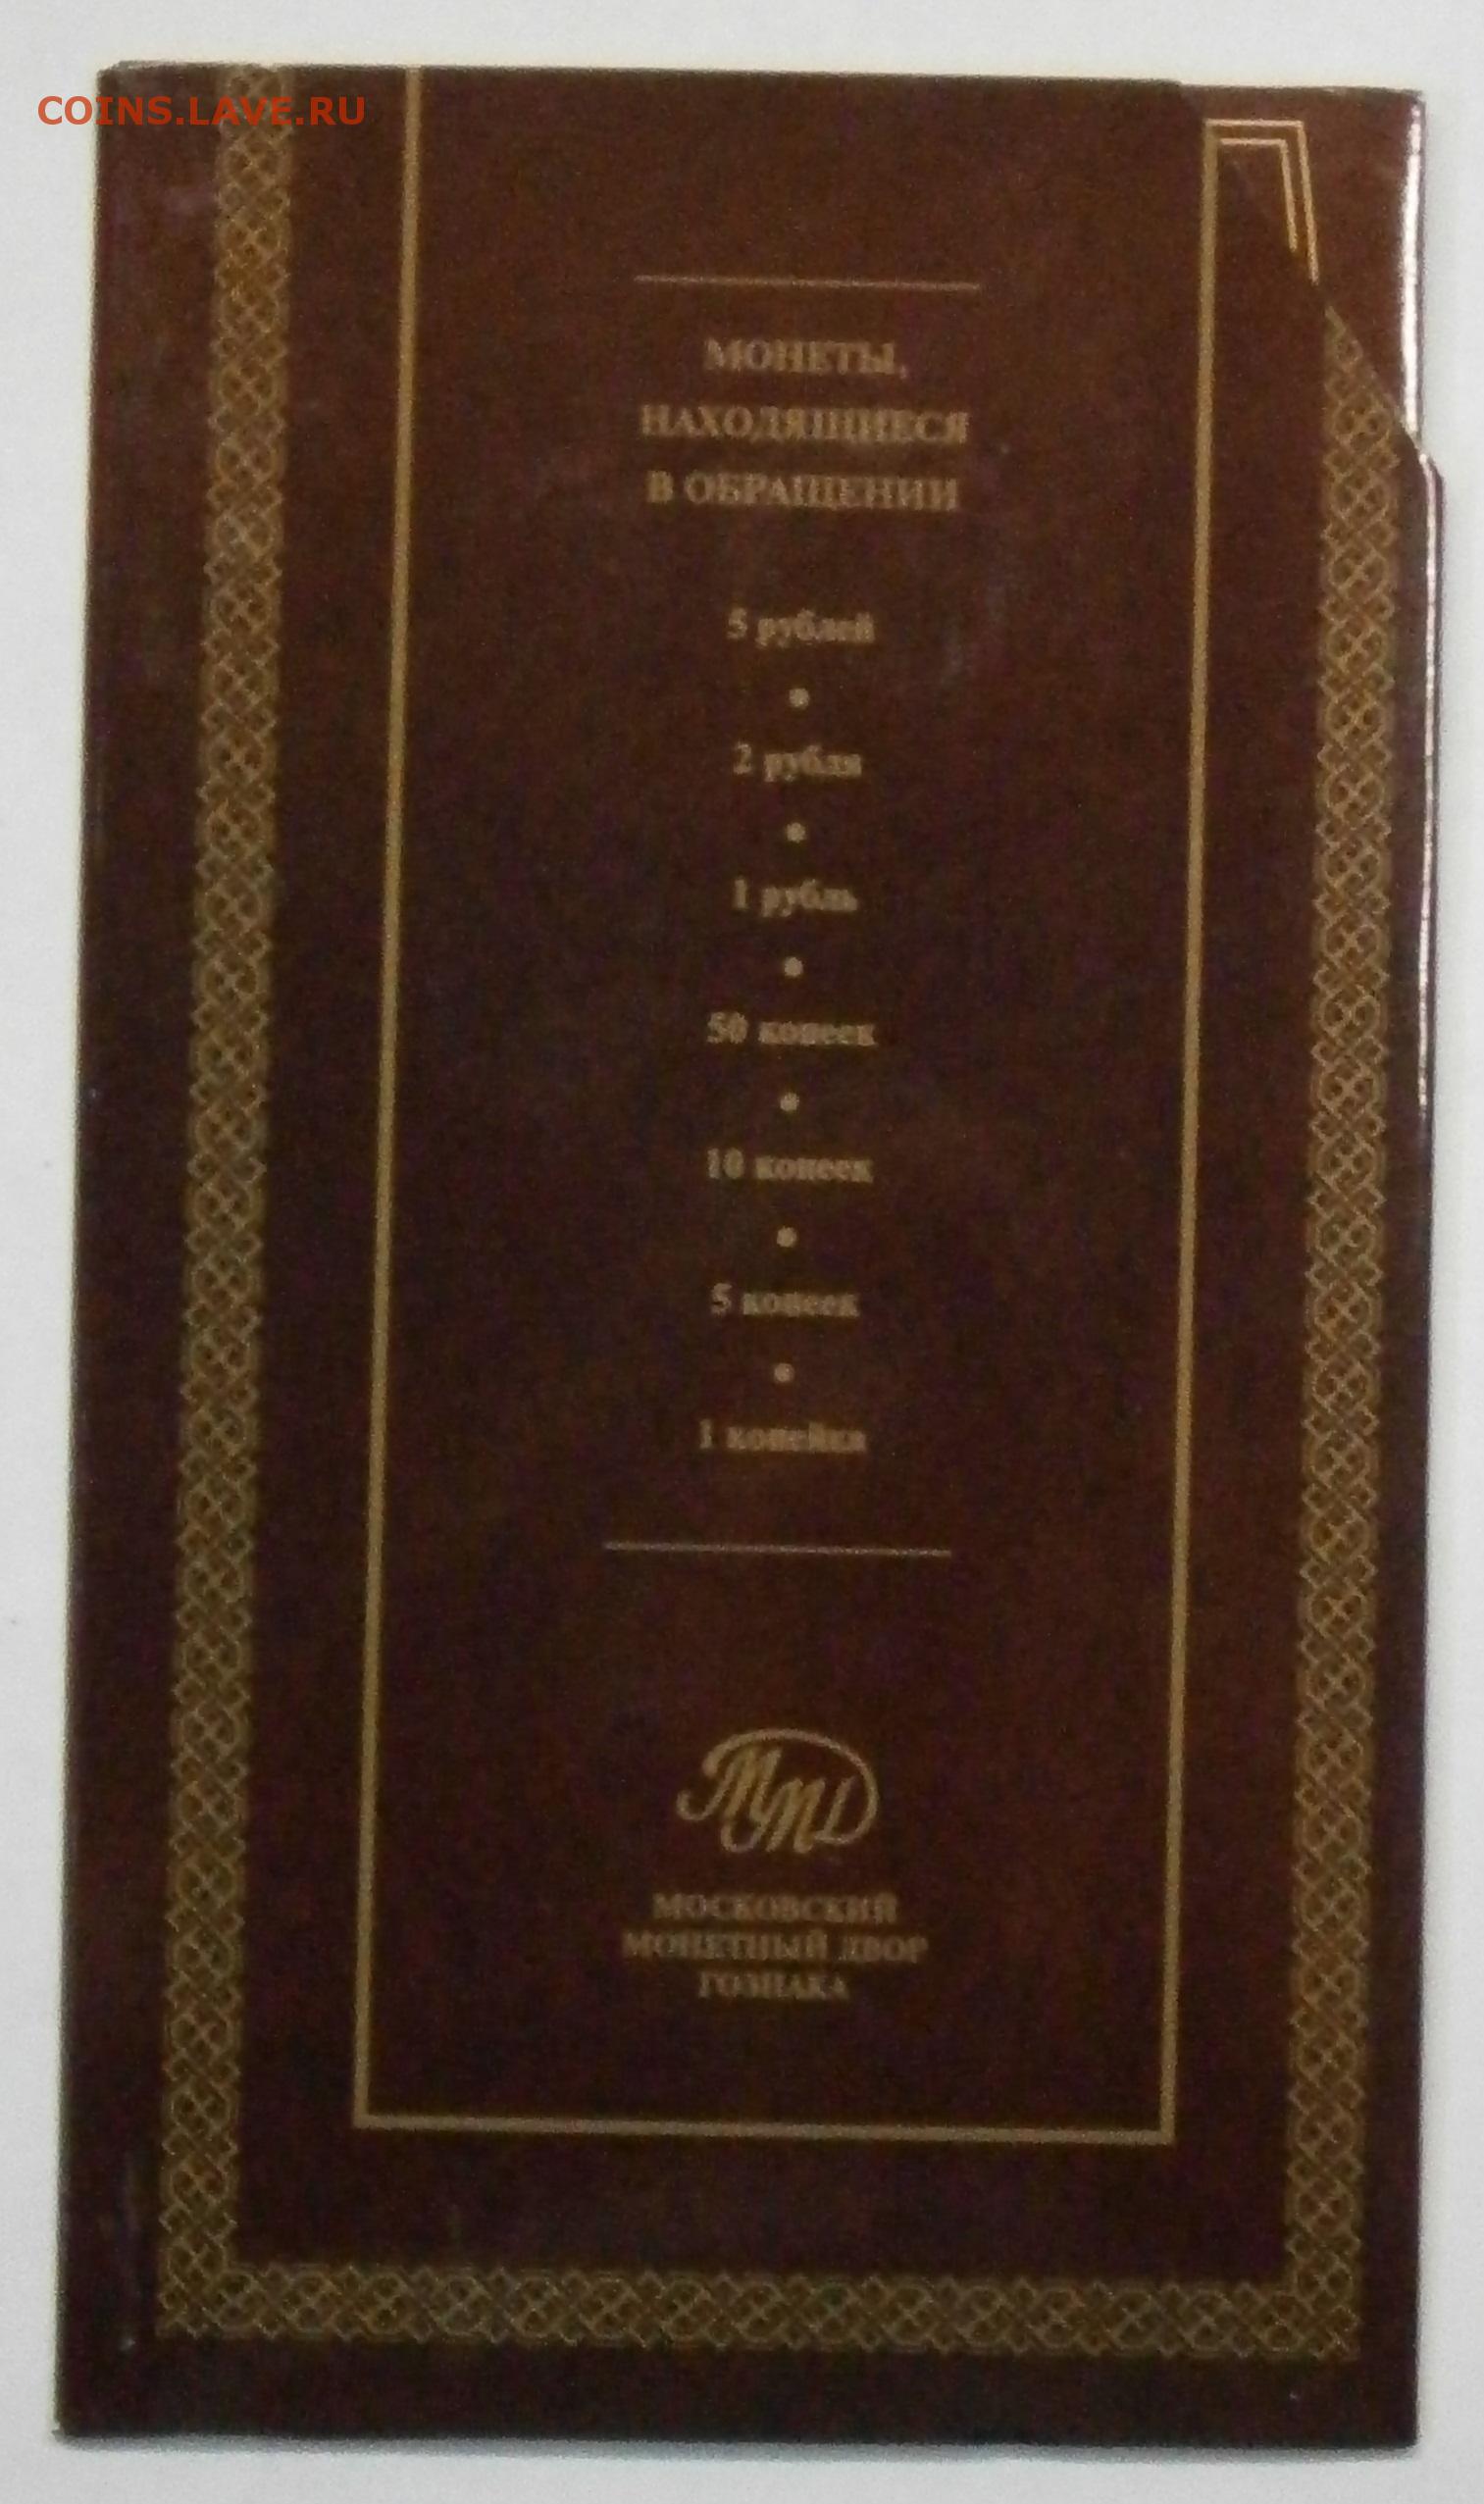 COINS.LAVE.RU
МОНЕТЫ,
НАХОДЯЩИЕСЯ
В ОБРАЩЕНИИ
5 рублей
•
2 рубля
•
1 рубль
•
50 копеек
•
10 копеек
•
5 копеек
•
1 копейка
ММД
МОСКОВСКИЙ
МОНЕТНЫЙ ДВОР
ГОЗНАКА